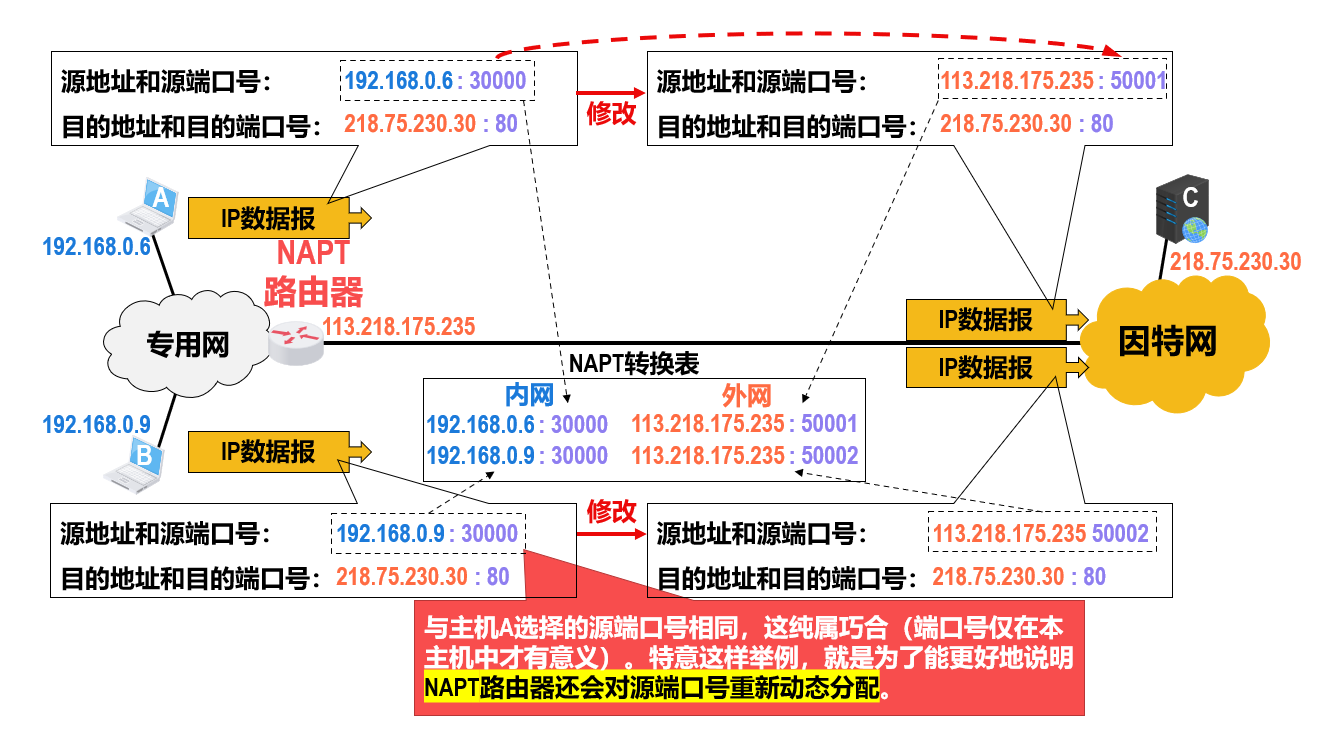 源地址和源端口号： 192.168.0.6 : 30000
目的地址和目的端口号： 218.75.230.30 : 80
修改
源地址和源端口号： 113.218.175.235 : 50001
目的地址和目的端口号： 218.75.230.30 : 80
A
IP数据报
192.168.0.6
NAPT
路由器
113.218.175.235
C
218.75.230.30
专用网
IP数据报
因特网
IP数据报
NAPT转换表
内网 外网
192.168.0.6 : 30000 113.218.175.235 : 50001
192.168.0.9 : 30000 113.218.175.235 : 50002
192.168.0.9
B
IP数据报
源地址和源端口号： 192.168.0.9 : 30000
目的地址和目的端口号： 218.75.230.30 : 80
修改
源地址和源端口号： 113.218.175.235 50002
目的地址和目的端口号： 218.75.230.30 : 80
与主机A选择的源端口号相同，这纯属巧合（端口号仅在本
主机中才有意义）。特意这样举例，就是为了能更好地说明
NAPT路由器还会对源端口号重新动态分配。